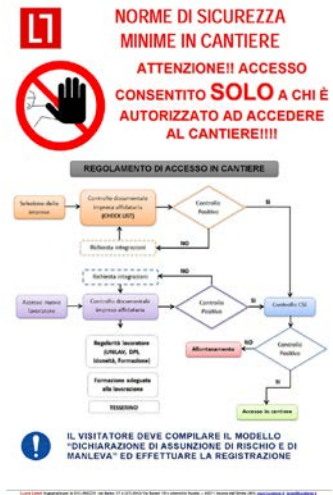 NORME DI SICUREZZA
MINIME IN CANTIERE
ATTENZIONE!! ACCESSO
CONSENTITO SOLO A CHI È
AUTORIZZATO AD ACCEDERE
AL CANTIERE!!!!
REGOLAMENTO DI ACCESSO IN CANTIERE
Selezione delle
imprese
Controllo documentale
impresa affidataria
(CHECK LIST)
Controllo
Positivo
SI
NO
Richiesta integrazioni
Richiesta integrazioni
NO
Accesso nuovo
lavoratore
Controllo documentale
impresa affidataria
Controllo
Positivo
SI
Controllo CSE
Regolarità lavoratore
(UNILAV, DPI,
Idoneità, Formazione)
Allontanamento
NO
Controllo
Positivo
Formazione adeguata
alla lavorazione
SI
TESSERINO
Accesso in cantiere
IL VISITATORE DEVE COMPILARE IL MODELLO
"DICHIARAZIONE DI ASSUNZIONE DI RISCHIO E DI
MANLEVA" ED EFFETTUARE LA REGISTRAZIONE